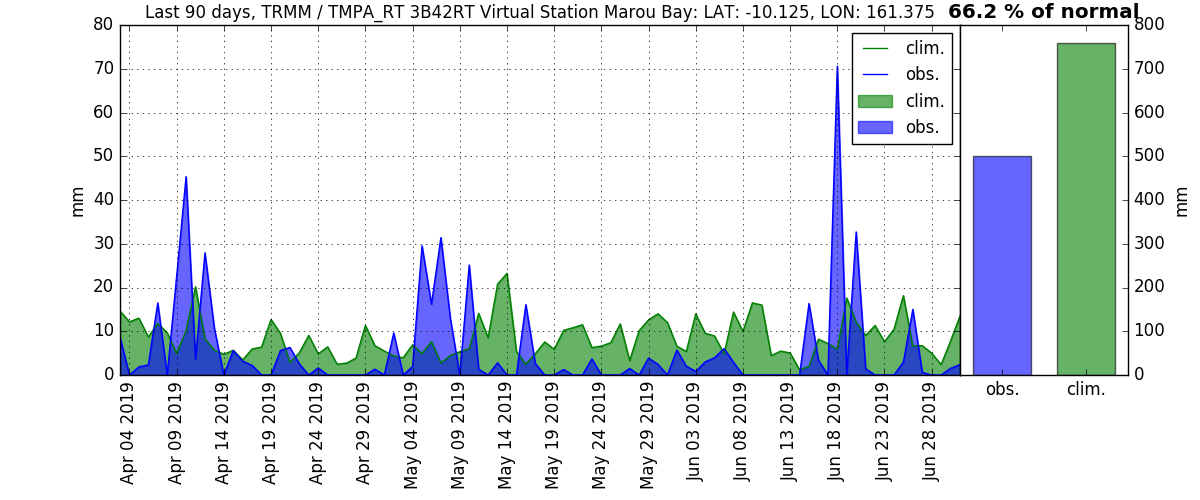 Last 90 days, TRMM / TMPA_RT 3B42RT Virtual Station Marou Bay: LAT: -10.125, LON: 161.375 66.2 % of normal
80
70
60
50
40
30
20
10
0
mm
clim.
obs.
clim.
obs.
800
700
600
500
400
300
200
100
0
mm
Apr 04 2019
Apr 09 2019
Apr 14 2019
Apr 19 2019
Apr 24 2019
Apr 29 2019
May 04 2019
May 09 2019
May 14 2019
May 19 2019
May 24 2019
May 29 2019
Jun 03 2019
Jun 08 2019
Jun 13 2019
Jun 18 2019
Jun 23 2019
Jun 28 2019
obs.
clim.